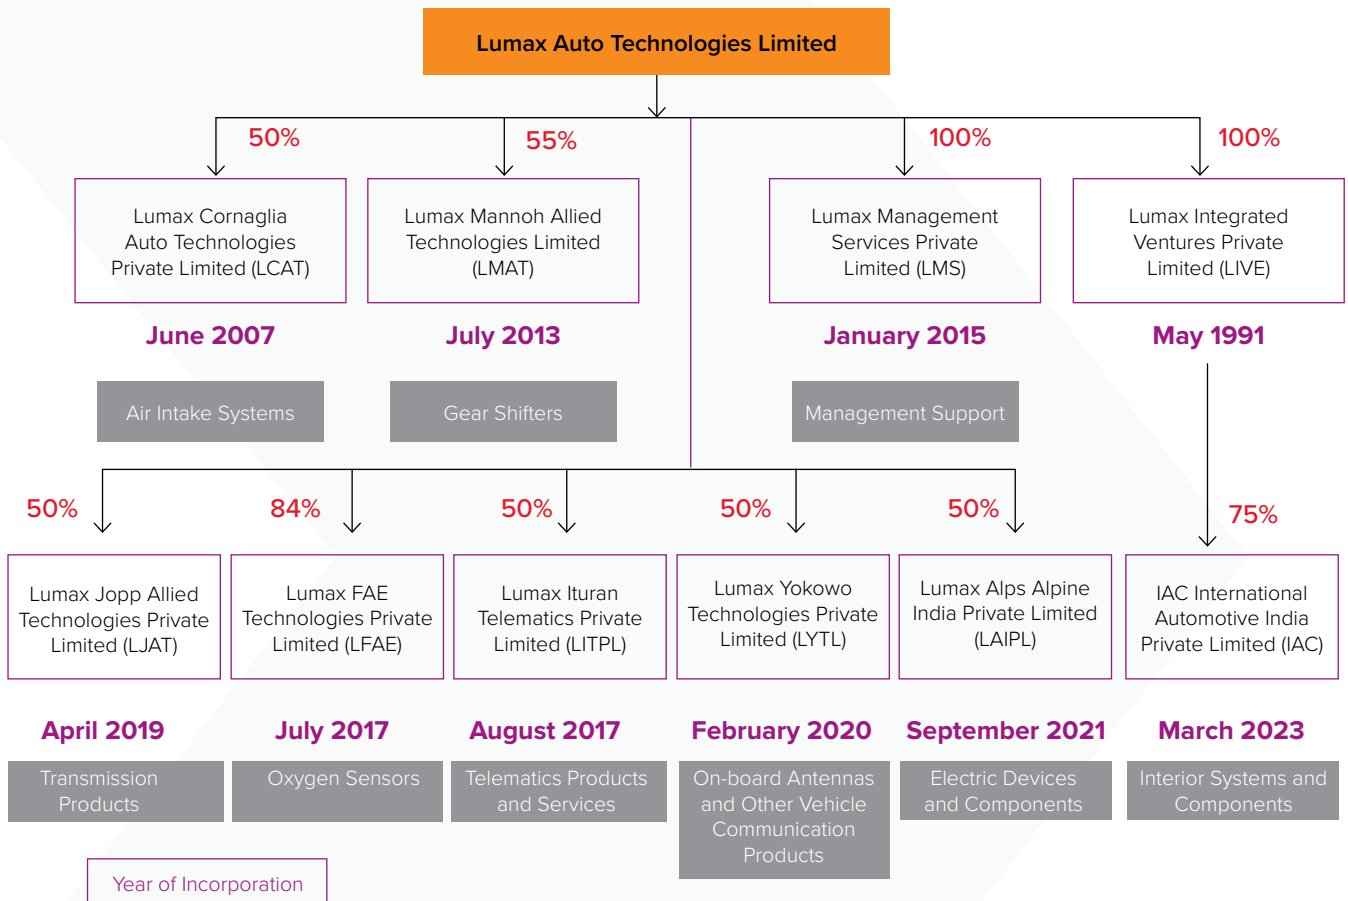 Lumax Auto Technologies Limited
50%
55%
100%
100%
Lumax Cornaglia
Auto Technologies
Private Limited (LCAT)
Lumax Mannoh Allied
Technologies Limited
(LMAT)
Lumax Management
Services Private
Limited (LMS)
Lumax Integrated
Ventures Private
Limited (LIVE)
June 2007
July 2013
January 2015
May 1991
Air Intake Systems
Gear Shifters
Management Support
50%
84%
50%
50%
50%
75%
Lumax Jopp Allied
Technologies Private
Limited (LJAT)
Lumax FAE
Technologies Private
Limited (LFAE)
Lumax Ituran
Telematics Private
Limited (LITPL)
Lumax Yokowo
Technologies Private
Limited (LYTL)
Lumax Alps Alpine
India Private Limited
(LAIPL)
IAC International
Automotive India
Private Limited (IAC)
April 2019
July 2017
August 2017
February 2020
September 2021
March 2023
Transmission
Products
Oxygen Sensors
Telematics Products
and Services
On-board Antennas
and Other Vehicle
Communication
Products
Electric Devices
and Components
Interior Systems and
Components
Year of Incorporation